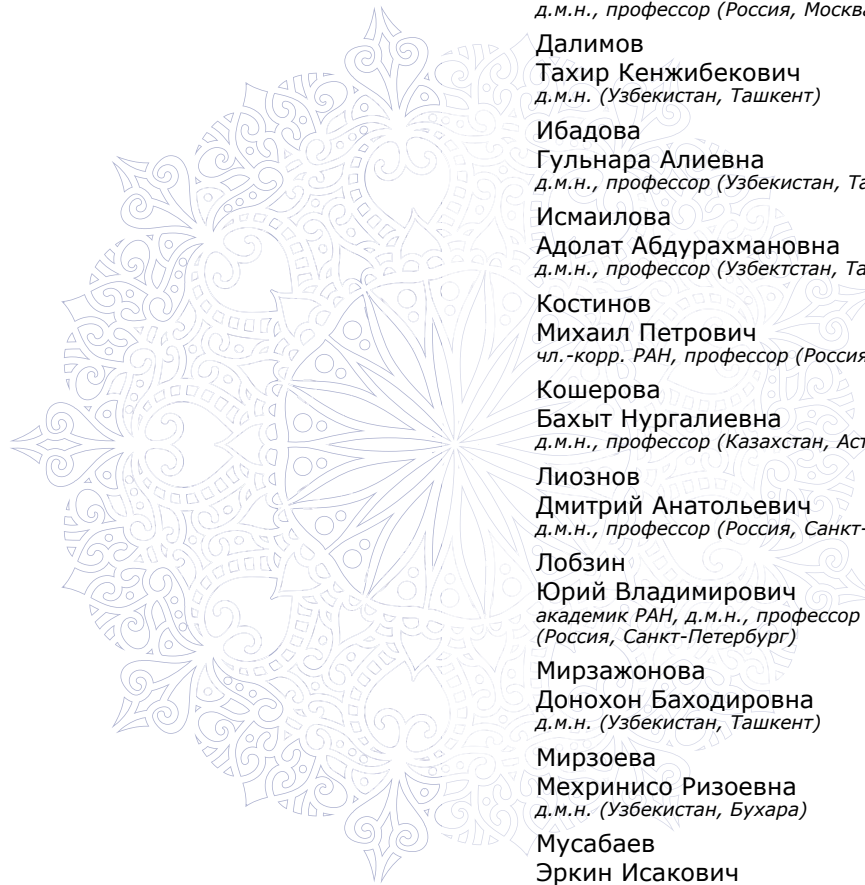 д.м.н., профессор (Россия, Москва
Далимов
Тахир Кенжибекович
д.м.н. (Узбекистан, Ташкент)
Ибадова
Гульнара Алиевна
д.м.н., профессор (Узбекистан, Та
Исмаилова
Адолат Абдурахмановна
д.м.н., профессор (Узбектстан, Та
Костинов
Михаил Петрович
чл.-корр. РАН, профессор (Россия
Кошерова
Бахыт Нургалиевна
д.м.н., профессор (Казахстан, Аст
Лиознов
Дмитрий Анатольевич
д.м.н., профессор (Россия, Санкт-
Лобзин
Юрий Владимирович
академик РАН, д.м.н., профессор
(Россия, Санкт-Петербург)
Мирзажонова
Донохон Баходировна
д.м.н. (Узбекистан, Ташкент)
Мирзоева
Мехринисо Ризоевна
д.м.н. (Узбекистан, Бухара)
Мусабаев
Эркин Исакович